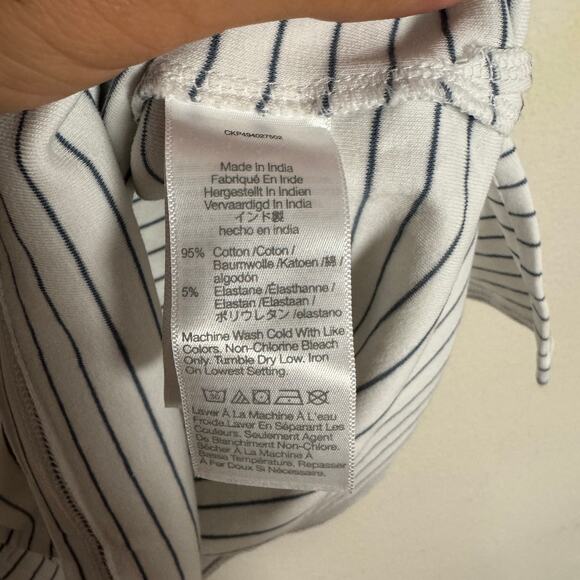 CKP494027502
Made in India
Fabriqué En Inde
Hergestellt In Indien
Vervaardigd In India
インド製
hecho en india
95% Cotton /Coton/
Baumwolle /Katoen /綿/
algodón
5% Elastane /Élasthanne/
Elastan /Elastaan/
ポリウレタン /elastano
Machine Wash Cold With Like
Colors. Non-Chlorine Bleach
Only. Tumble Dry Low. Iron
On Lowest Setting.
Laver À La Machine À L'eau
Froide.Laver En Séparant Les
Couleurs. Seulement Agent
De Blanchiment Non-Chlore.
Sécher À La Machine À
Basse Température. Repasser
À Fer Doux Si Nécessaire.